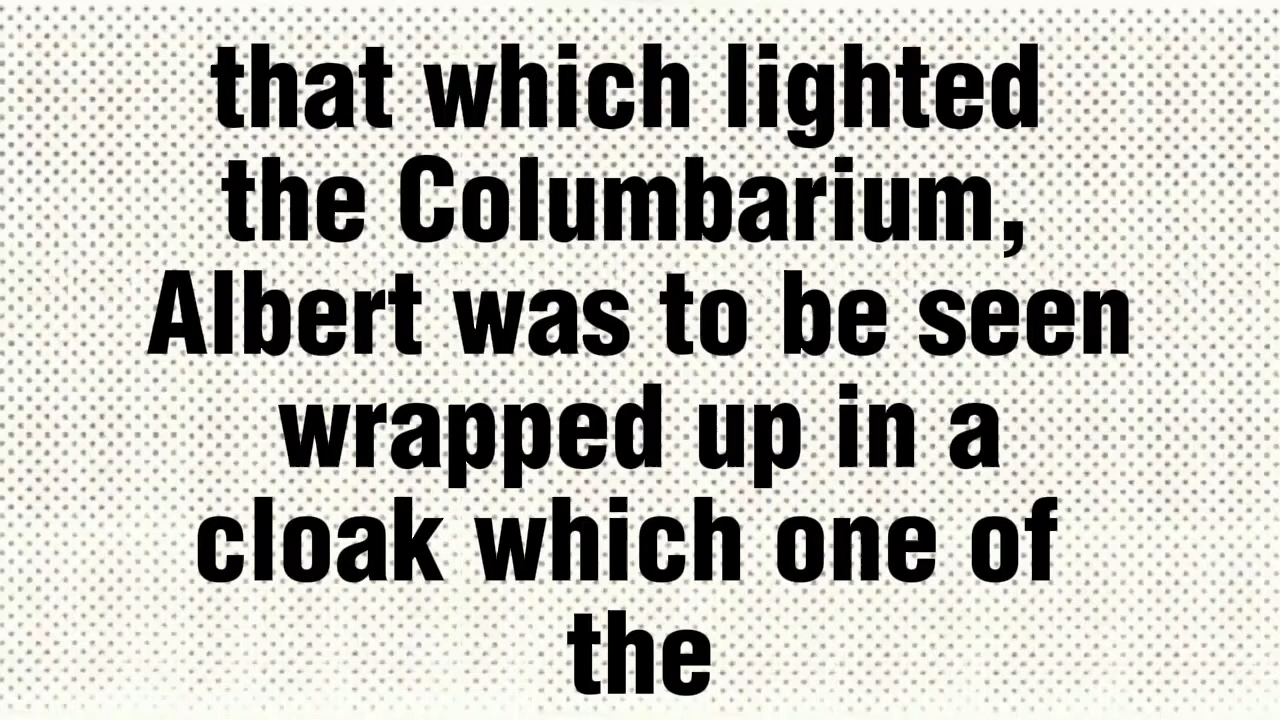 that which lighted
the Columbarium,
Albert was to be seen
wrapped up in a
cloak which one of
the